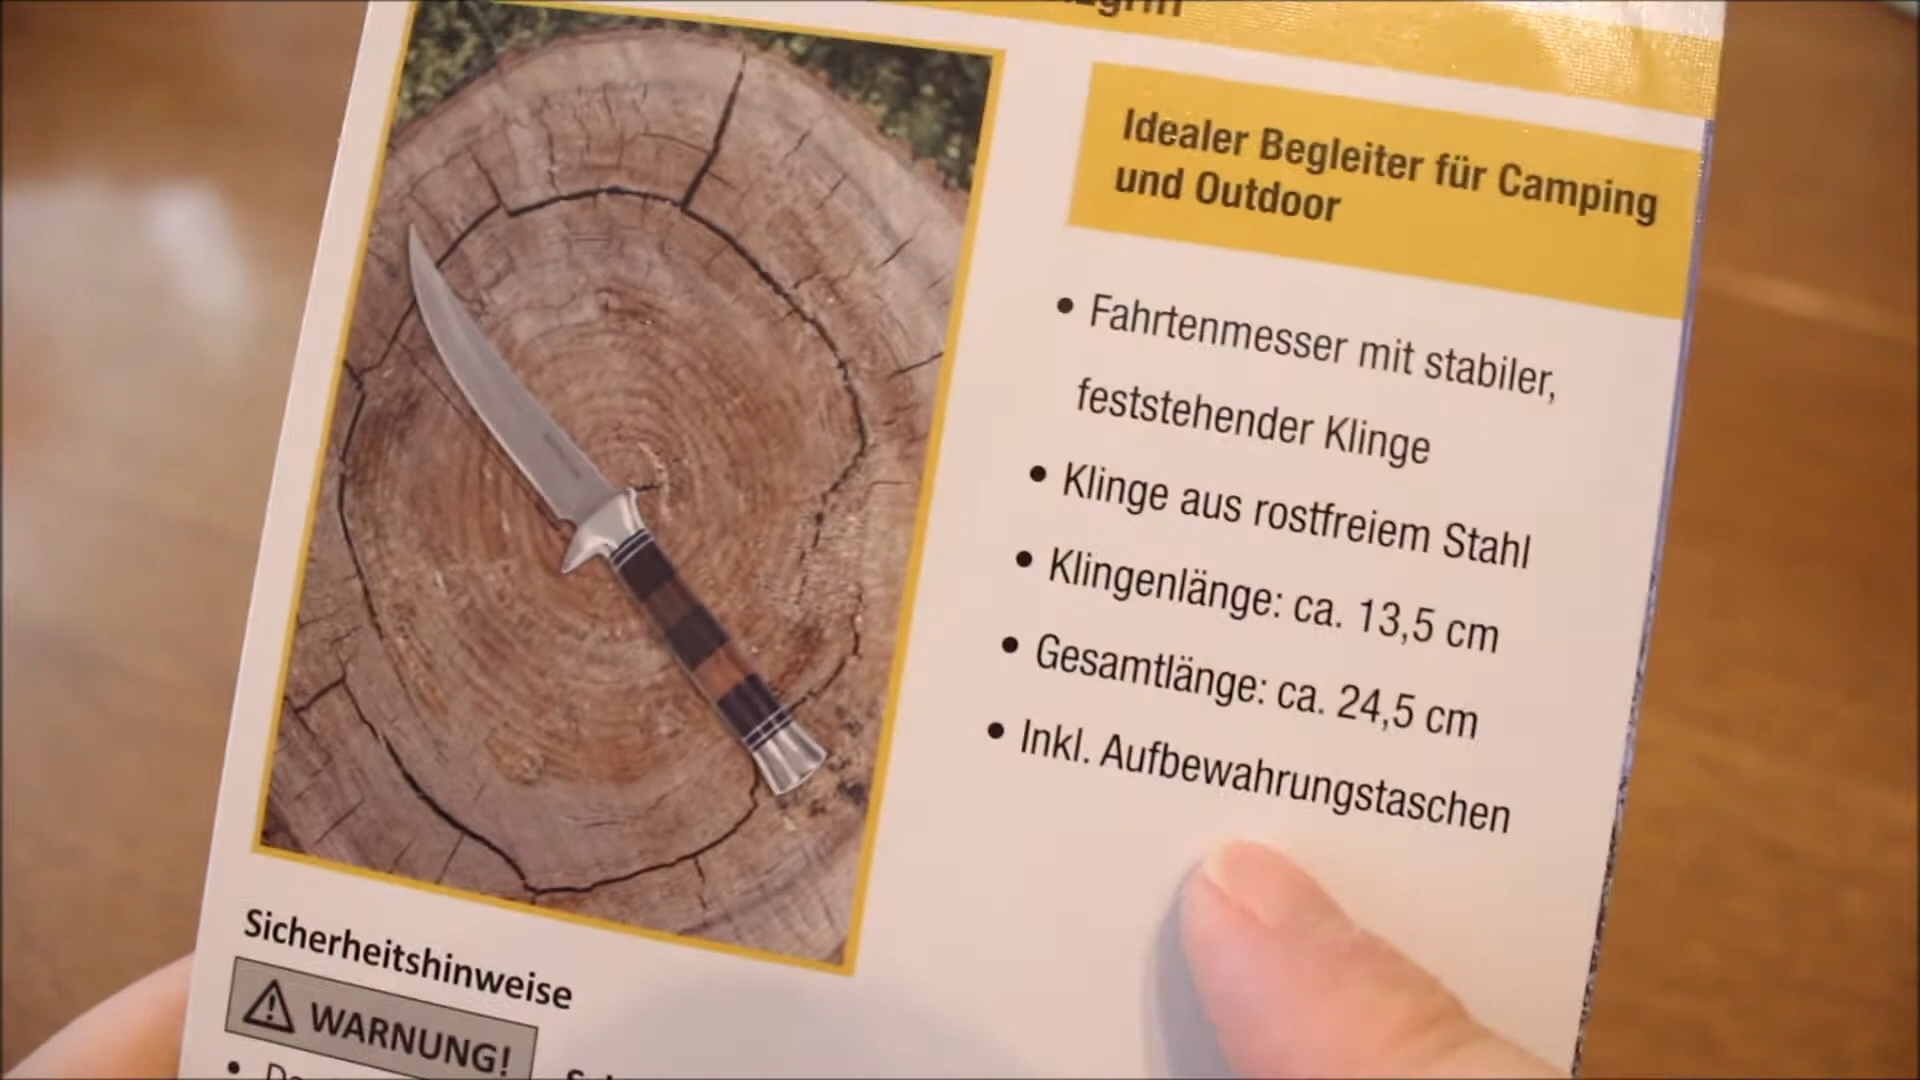 Idealer Begleiter für Camping
und Outdoor
• Fahrtenmesser mit stabiler,
feststehender Klinge
• Klinge aus rostfreiem Stahl
• Klingenlänge: ca. 13,5 cm
• Gesamtlänge: ca. 24,5 cm
• Inkl. Aufbewahrungstaschen
Sicherheitshinweise
WARNUNG!